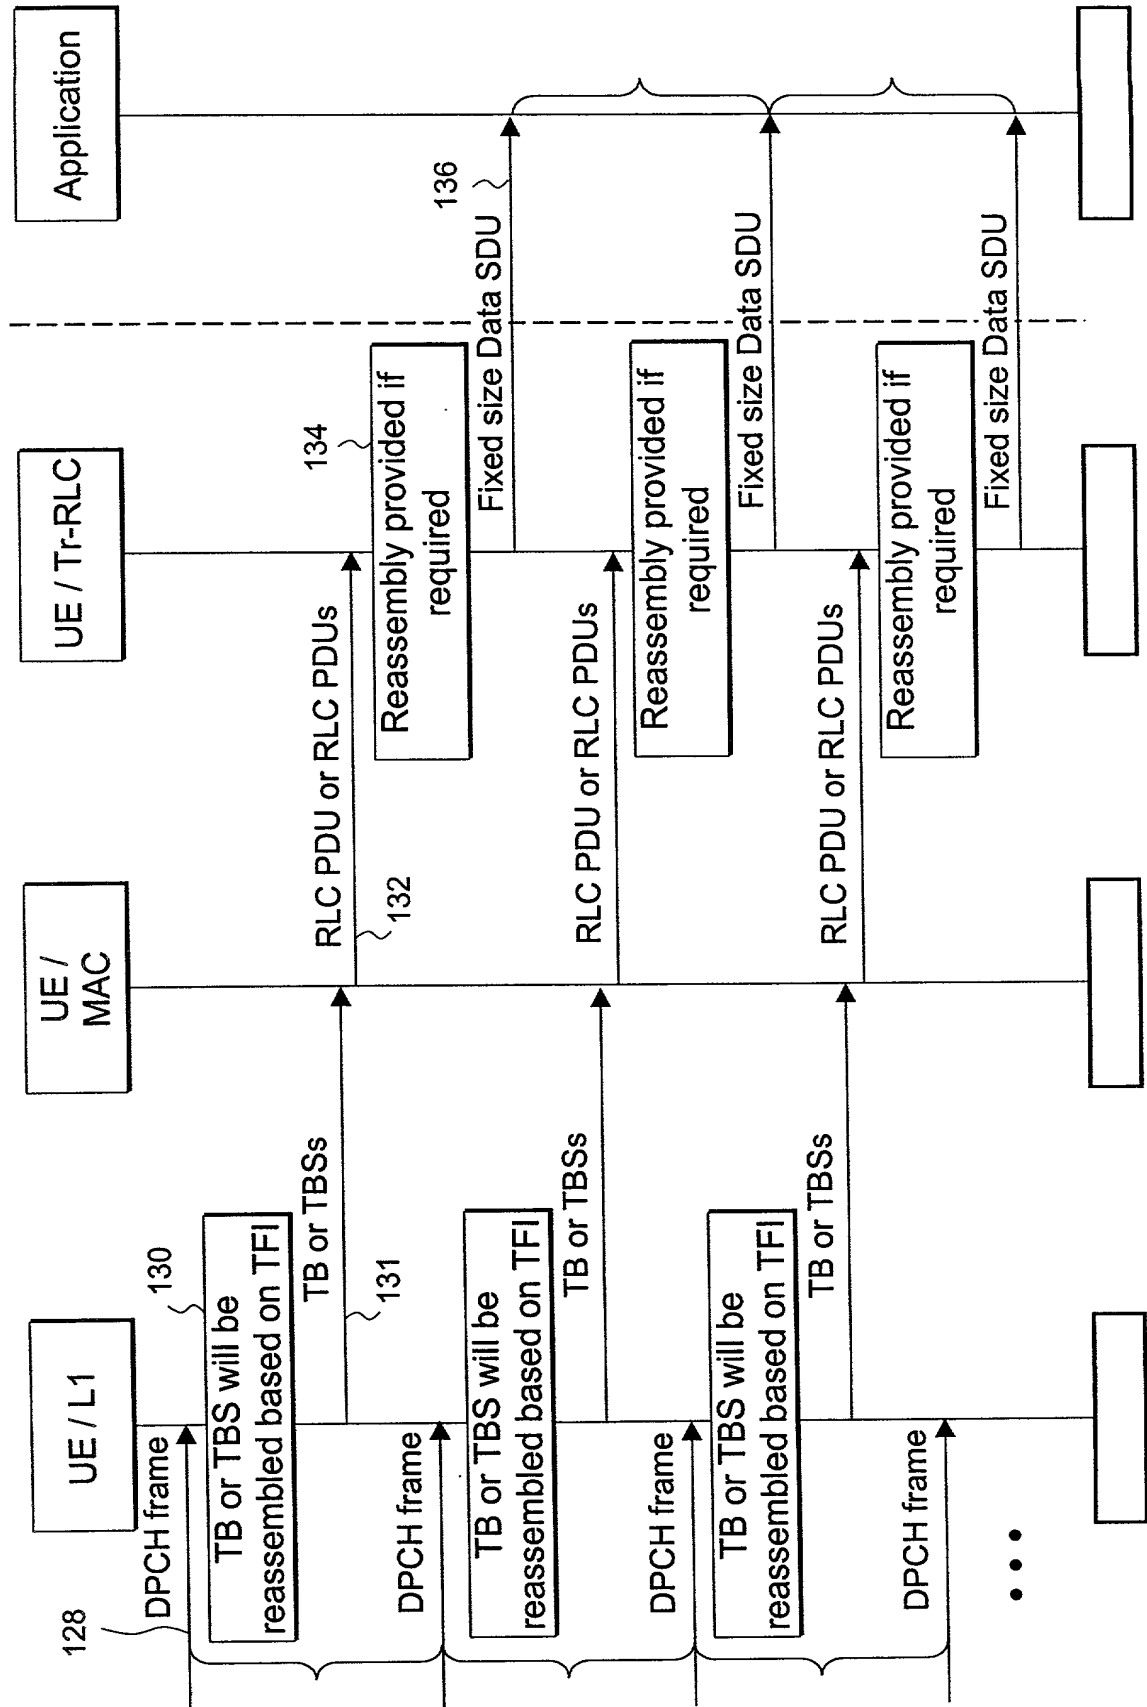 UE / L1
UE /
MAC
UE / Tr-RLC
Application
128
DPCH frame
130
TB or TBS will be
reassembled based on TFI
TB or TBSs
131
RLC PDU or RLC PDUs
132
134
Reassembly provided if
required
Fixed size Data SDU
136
DPCH frame
TB or TBS will be
reassembled based on TFI
TB or TBSs
RLC PDU or RLC PDUs
Reassembly provided if
required
Fixed size Data SDU
DPCH frame
TB or TBS will be
reassembled based on TFI
TB or TBSs
RLC PDU or RLC PDUs
Reassembly provided if
required
Fixed size Data SDU
DPCH frame